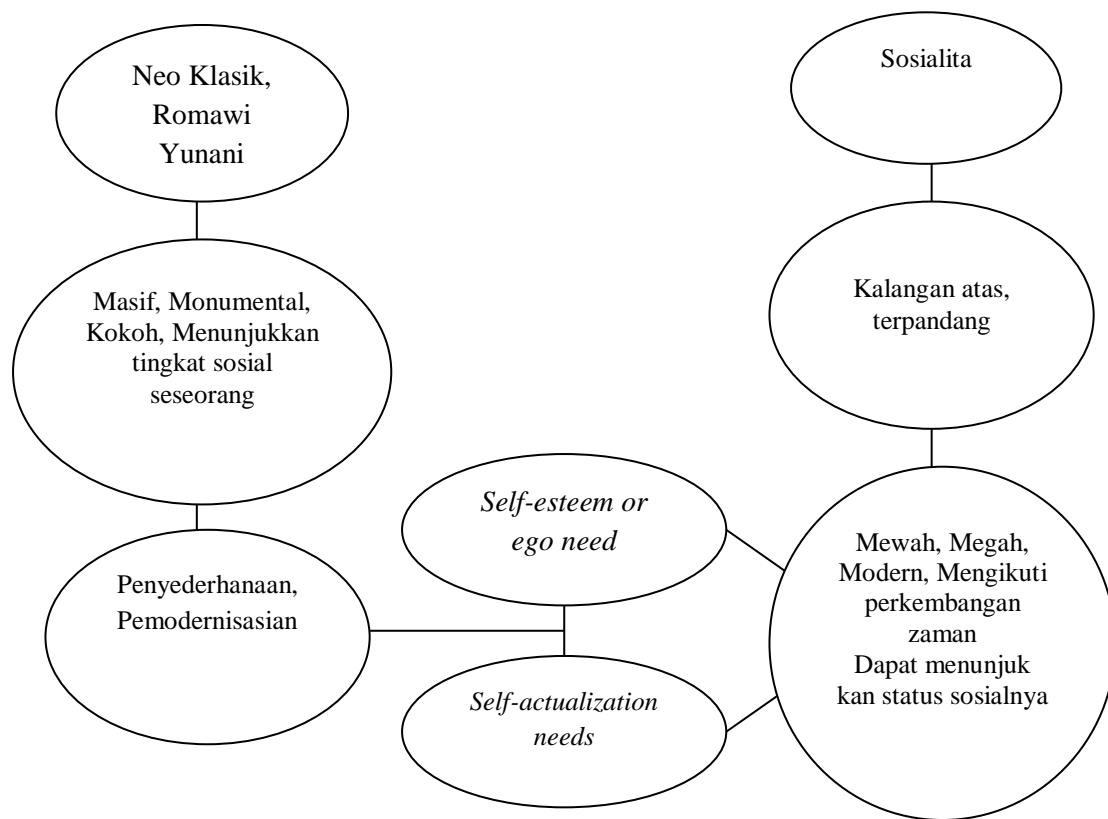 Neo Klasik,
Romawi
Yunani
Masif, Monumental,
Kokoh, Menunjukkan
tingkat sosial
seseorang
Penyederhanaan,
Pemodernisasian
Self-esteem or
ego need
Self-actualization
needs
Sosialita
Kalangan atas,
terpandang
Mewah, Megah,
Modern, Mengikuti
perkembangan
zaman
Dapat menunjuk
kan status sosialnya